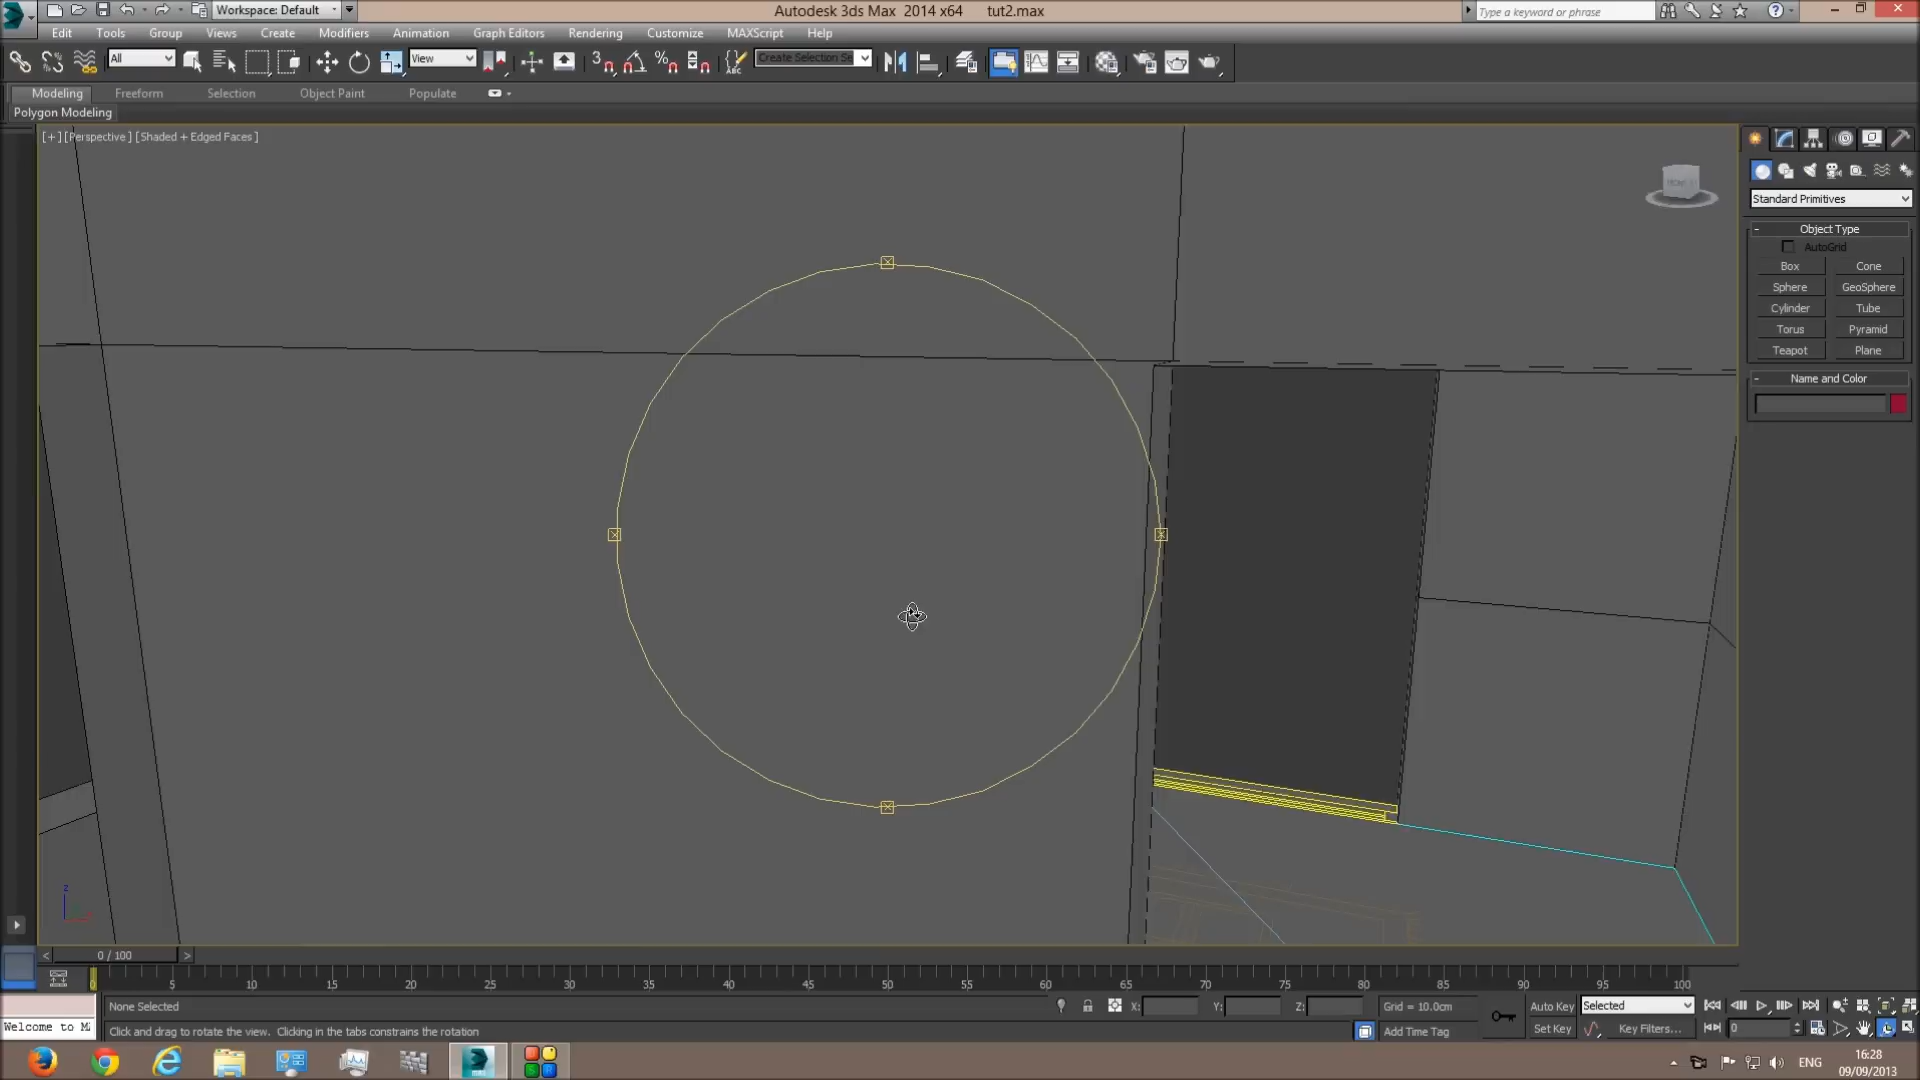 Workspace: Default
Autodesk 3ds Max 2014 x64 tut2.max
Type a keyword or phrase
Edit Tools Group Views Create Modifiers Animation Graph Editors Rendering Customize MAXScript Help
All View Create Selection Se
Modeling Freeform Selection Object Paint Populate
Polygon Modeling
[+] [Perspective] [Shaded + Edged Faces]
Standard Primitives
Object Type
AutoGrid
Box Cone
Sphere GeoSphere
Cylinder Tube
Torus Pyramid
Teapot Plane
Name and Color
z
0 / 100
0 5 10 15 20 25 30 35 40 45 50 55 60 65 70 75 80 85 90 95 100
None Selected X: Y: Z: Grid = 10.0cm Auto Key Selected
Welcome to M
Click and drag to rotate the view. Clicking in the tabs constrains the rotation Add Time Tag Set Key Key Filters... 0
ENG 16:28
09/09/2013